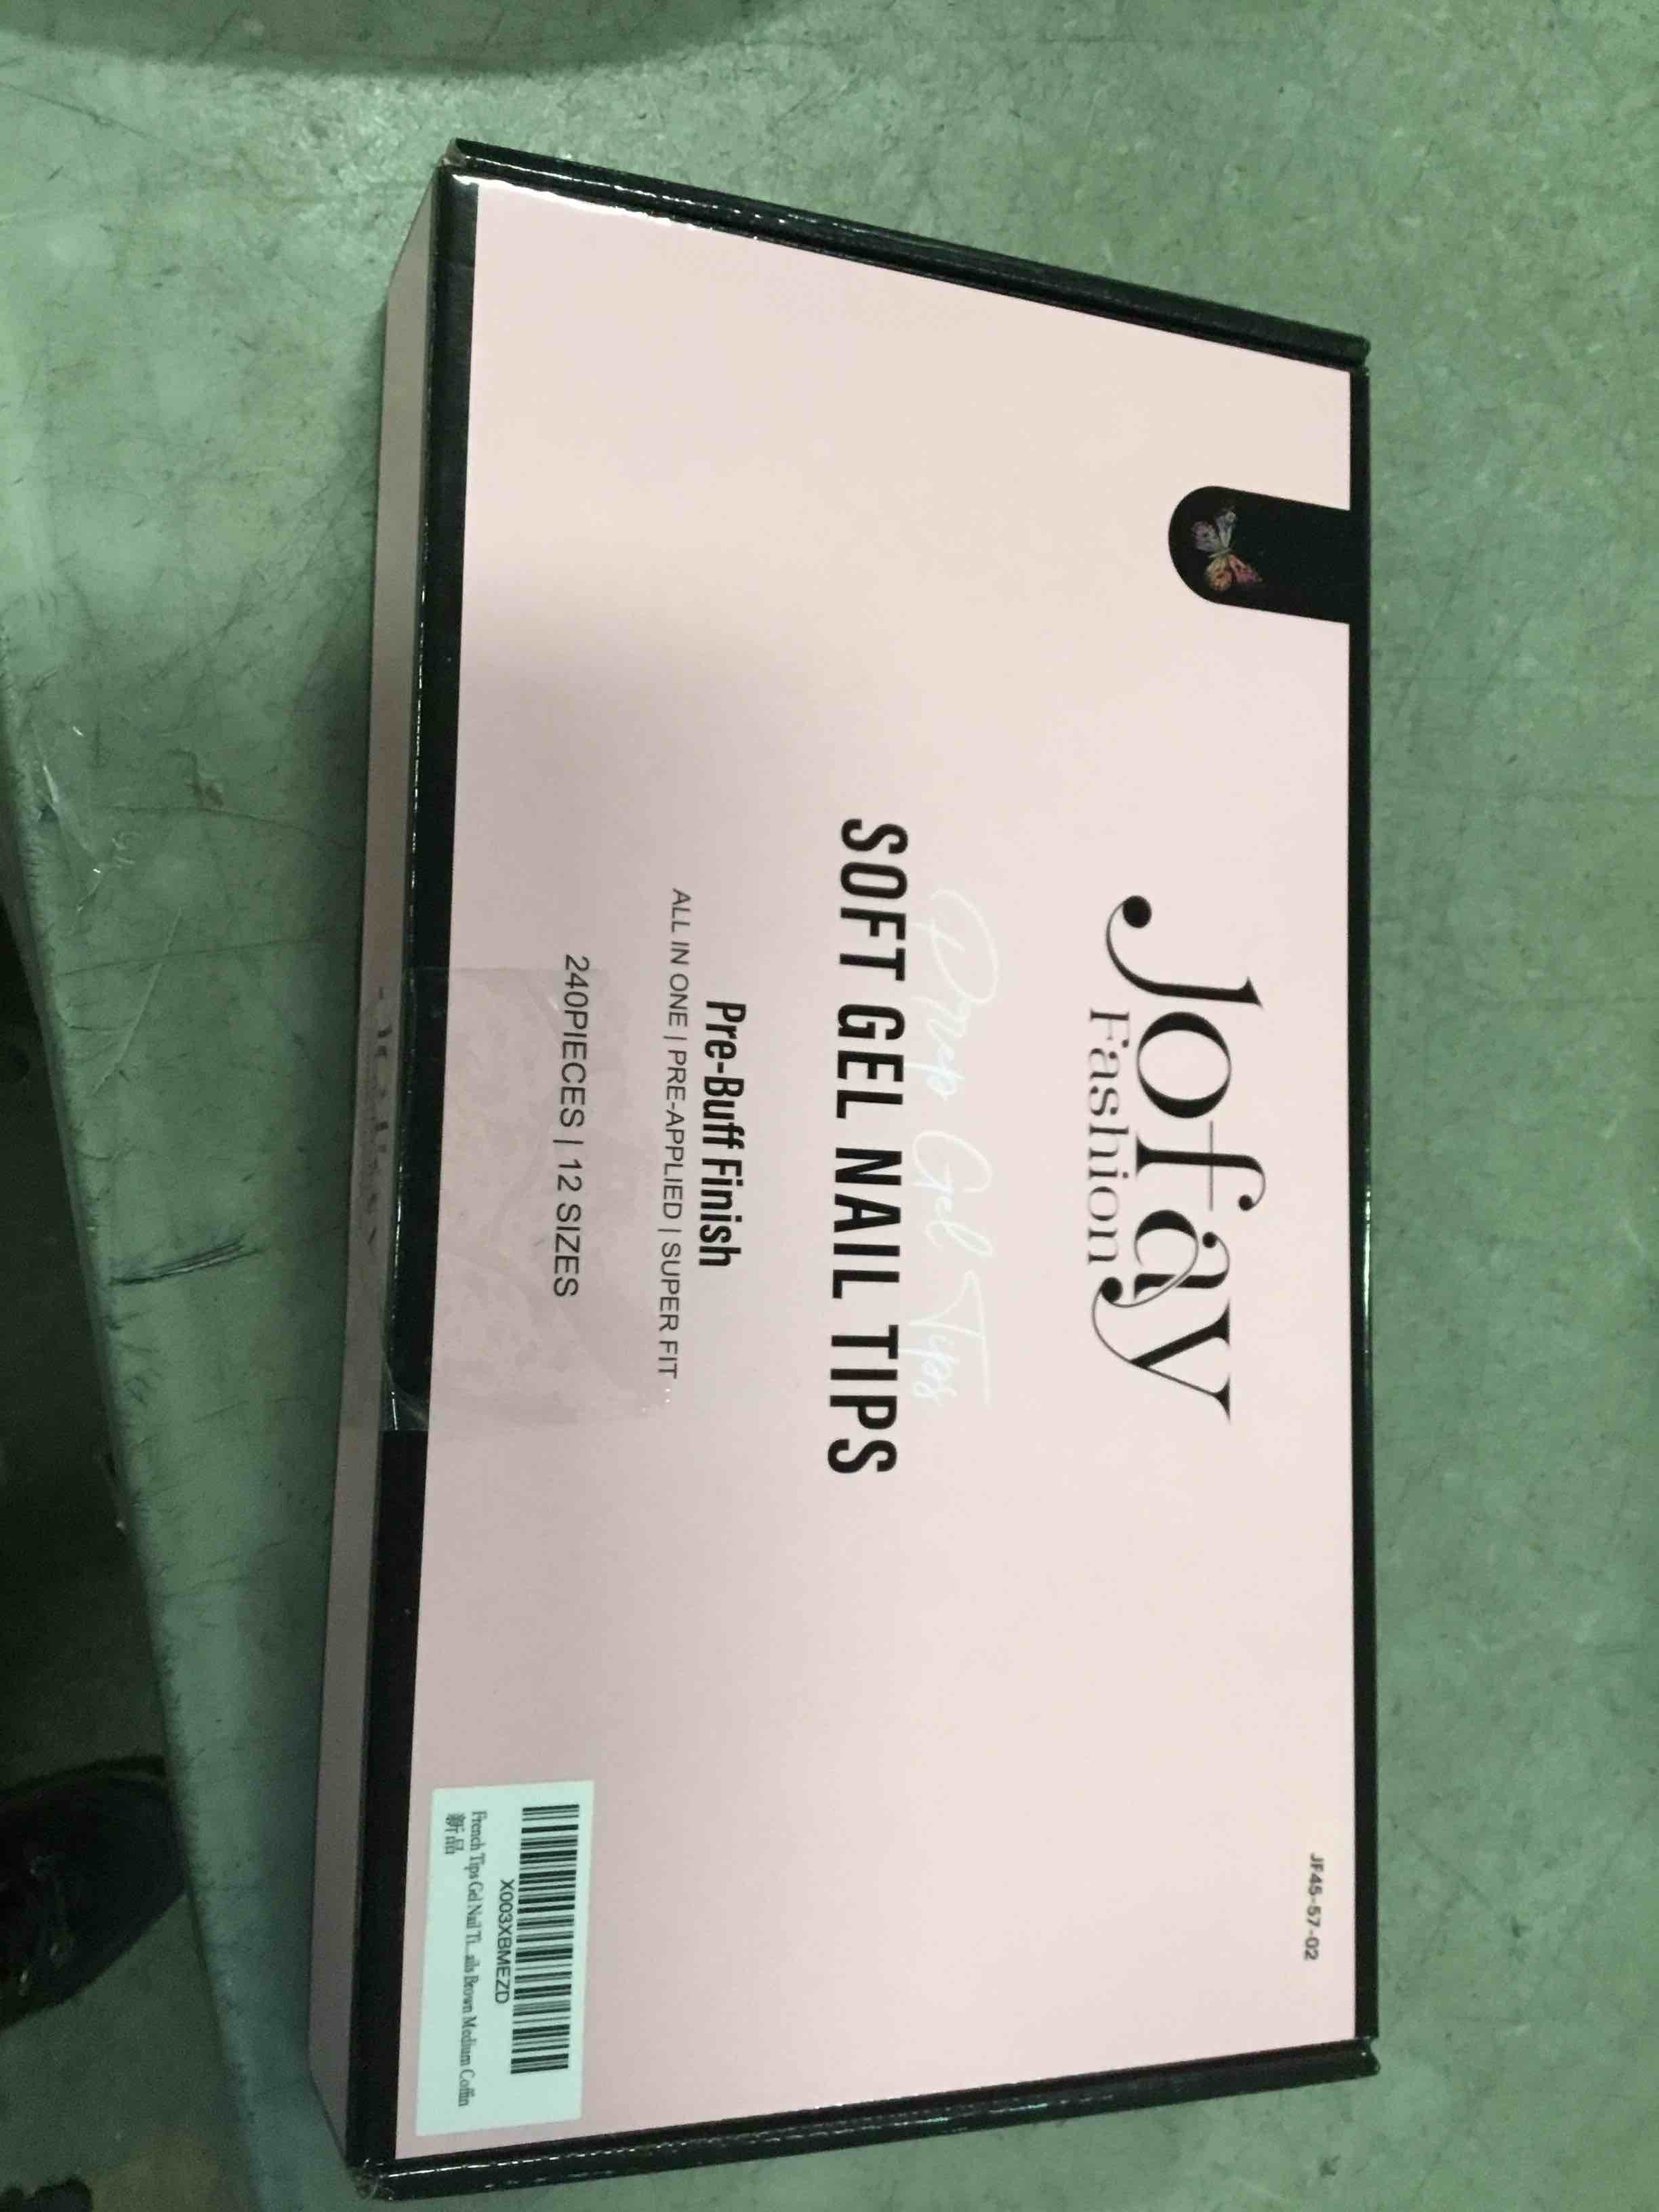 JF45-57-02
Jofay
Fashion
Prep Gel Tips
SOFT GEL NAIL TIPS
Pre-Buff Finish
ALL IN ONE | PRE-APPLIED | SUPER FIT
240PIECES | 12 SIZES
X003XBMEZD
French Tips Gel Nail Ti...ails Brown Medium Coffin
新品